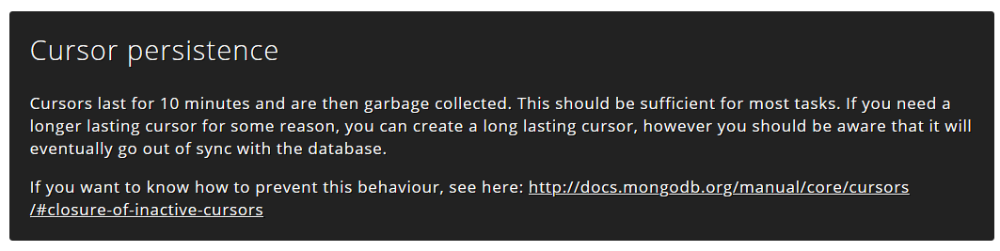 Cursor persistence
Cursors last for 10 minutes and are then garbage collected. This should be sufficient for most tasks. If you need a
longer lasting cursor for some reason, you can create a long lasting cursor, however you should be aware that it will
eventually go out of sync with the database.
If you want to know how to prevent this behaviour, see here: http://docs.mongodb.org/manual/core/cursors
/#closure-of-inactive-cursors